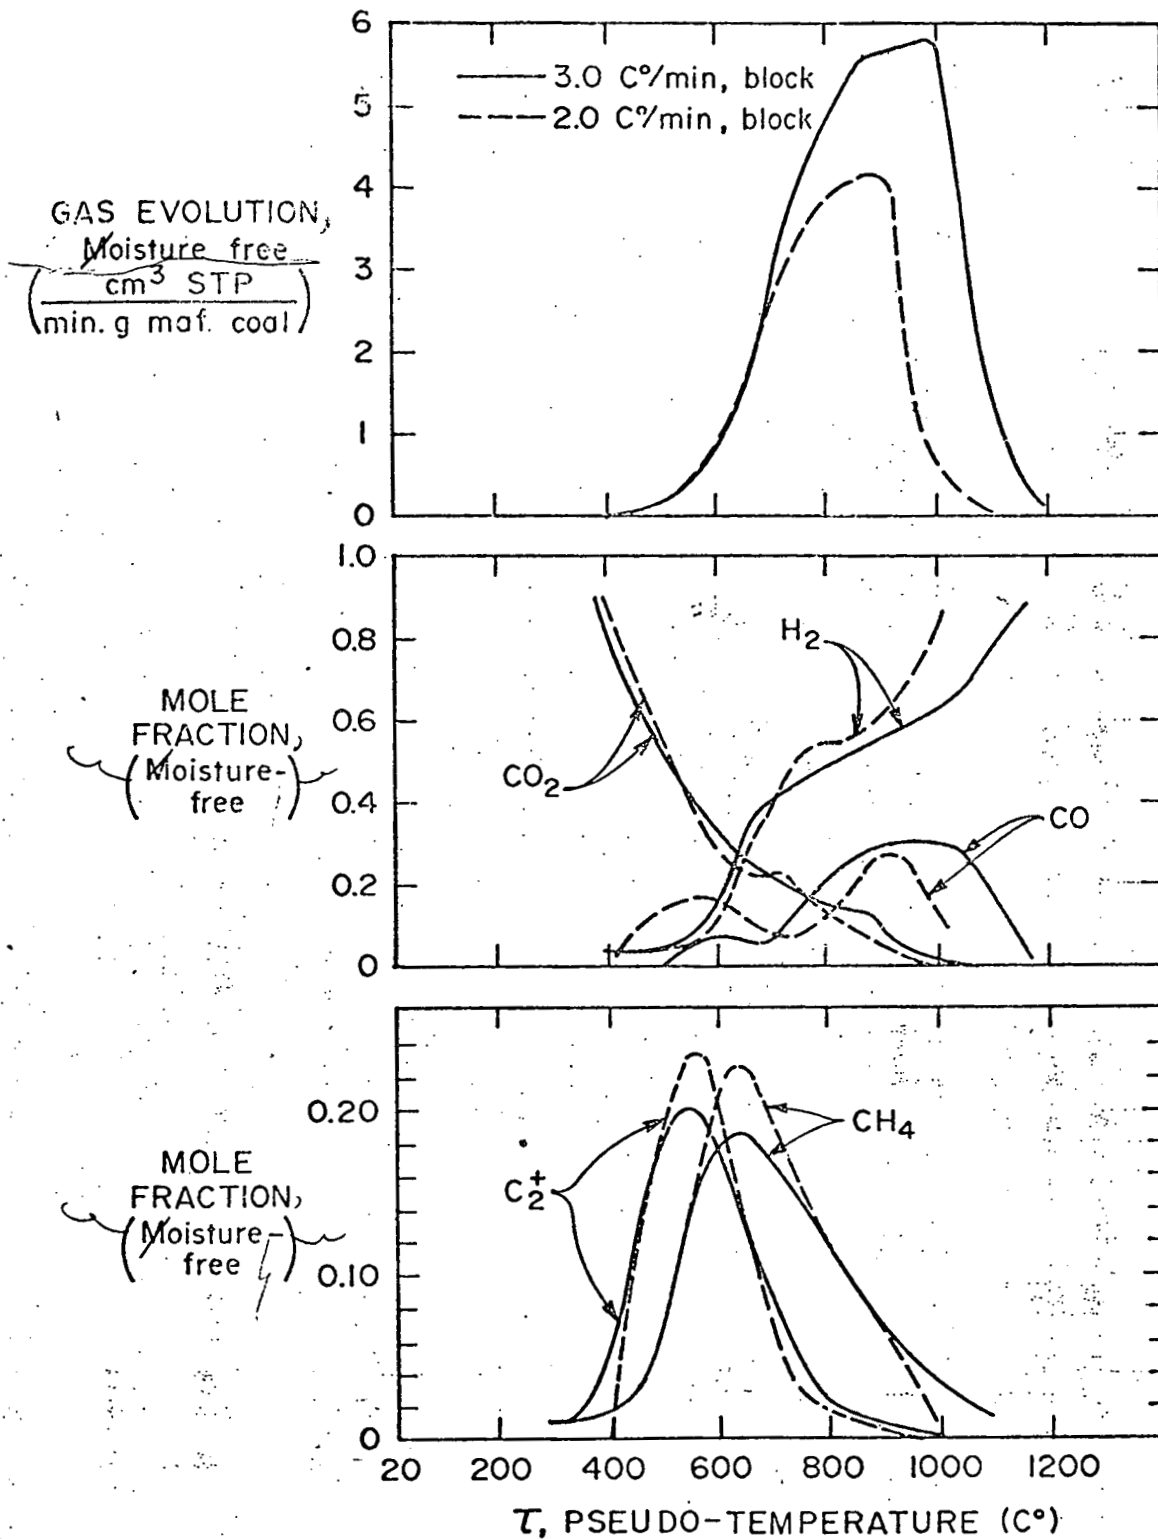 6
5
4
3
2
1
0
3.0 C°/min, block
2.0 C°/min, block
GAS EVOLUTION,
Moisture free
(cm³ STP
min. g maf. coal)
1.0
0.8
0.6
0.4
0.2
0
MOLE
FRACTION,
(Moisture-
free)
H₂
CO₂
CO
0.20
0.10
0
MOLE
FRACTION,
(Moisture-
free)
C₂⁺
CH₄
20 200 400 600 800 1000 1200
τ, PSEUDO-TEMPERATURE (C°)